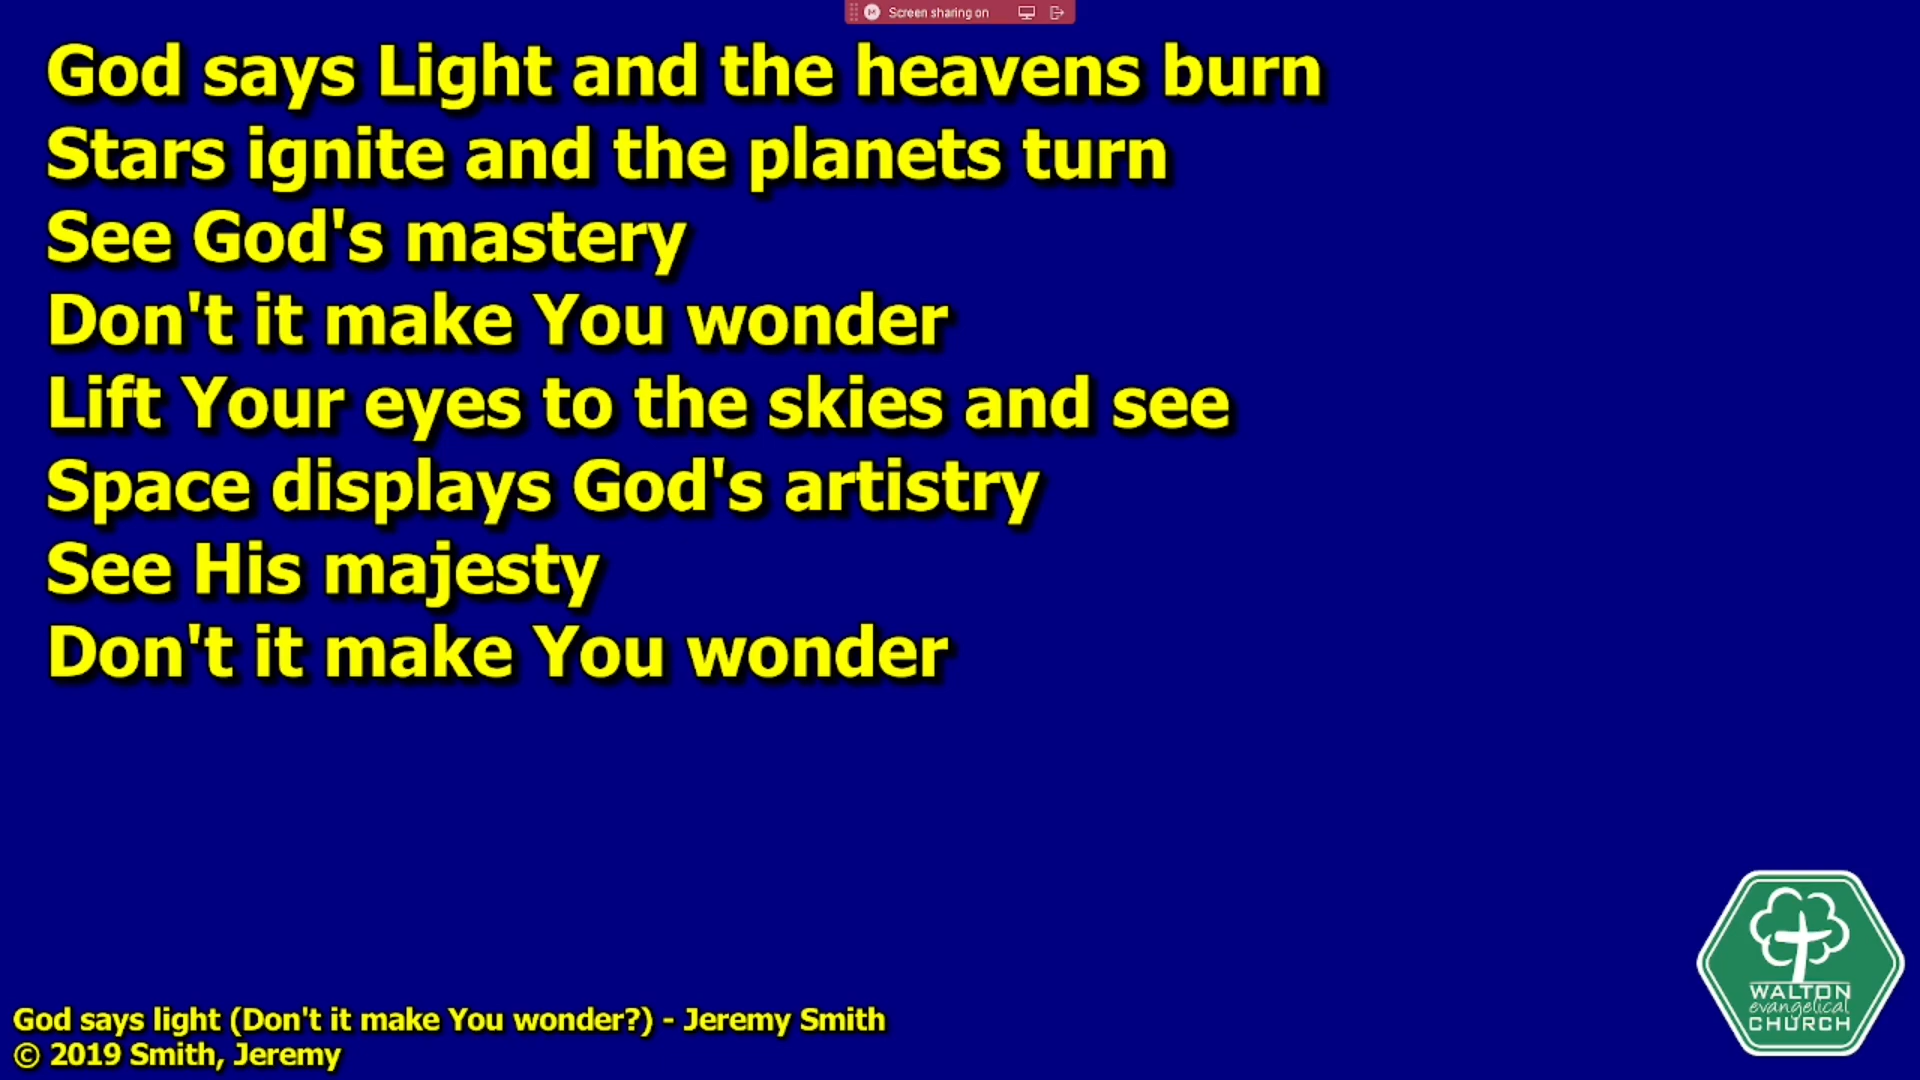 Screen sharing on
God says Light and the heavens burn
Stars ignite and the planets turn
See God's mastery
Don't it make You wonder
Lift Your eyes to the skies and see
Space displays God's artistry
See His majesty
Don't it make You wonder
WALTON
evangelical
CHURCH
God says light (Don't it make You wonder?) - Jeremy Smith
© 2019 Smith, Jeremy